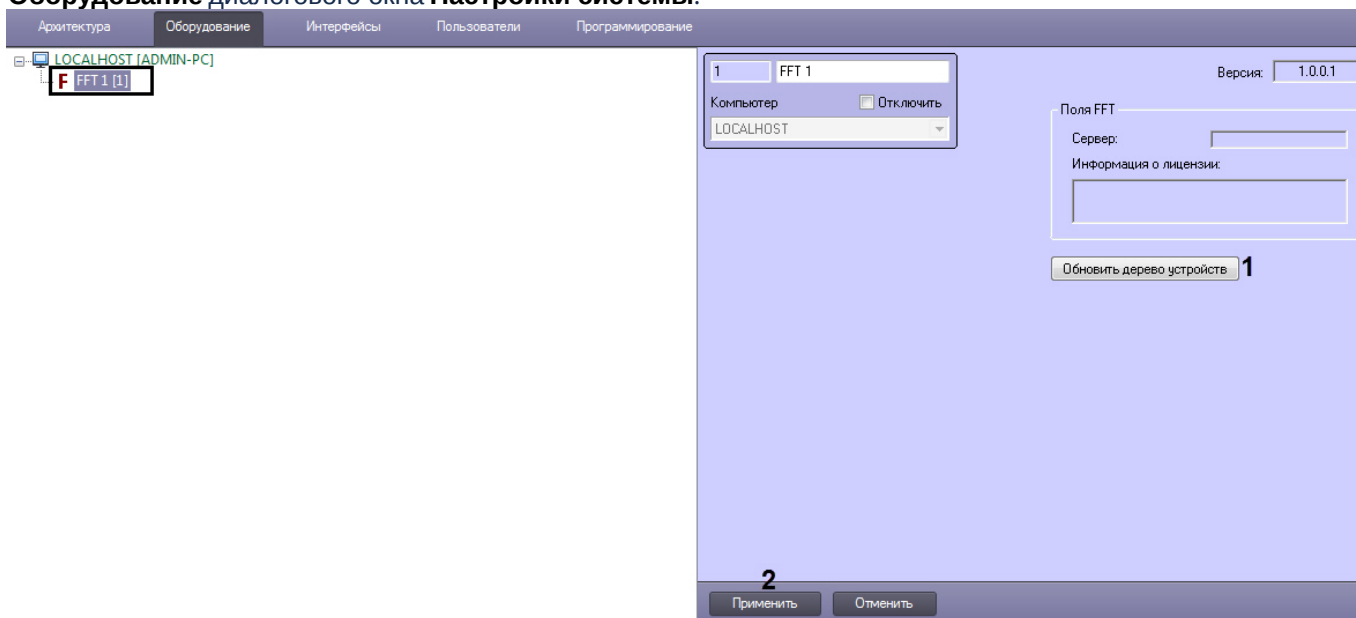 Оборудование диалогового окна Настройки системы.
Архитектура Оборудование Интерфейсы Пользователи Программирование
LOCALHOST [ADMIN-PC]
F FFT 1 [1]
1 FFT 1
Версия: 1.0.0.1
Компьютер Отключить
LOCALHOST
Поля FFT
Сервер:
Информация о лицензии:
Обновить дерево устройств 1
2
Применить Отменить